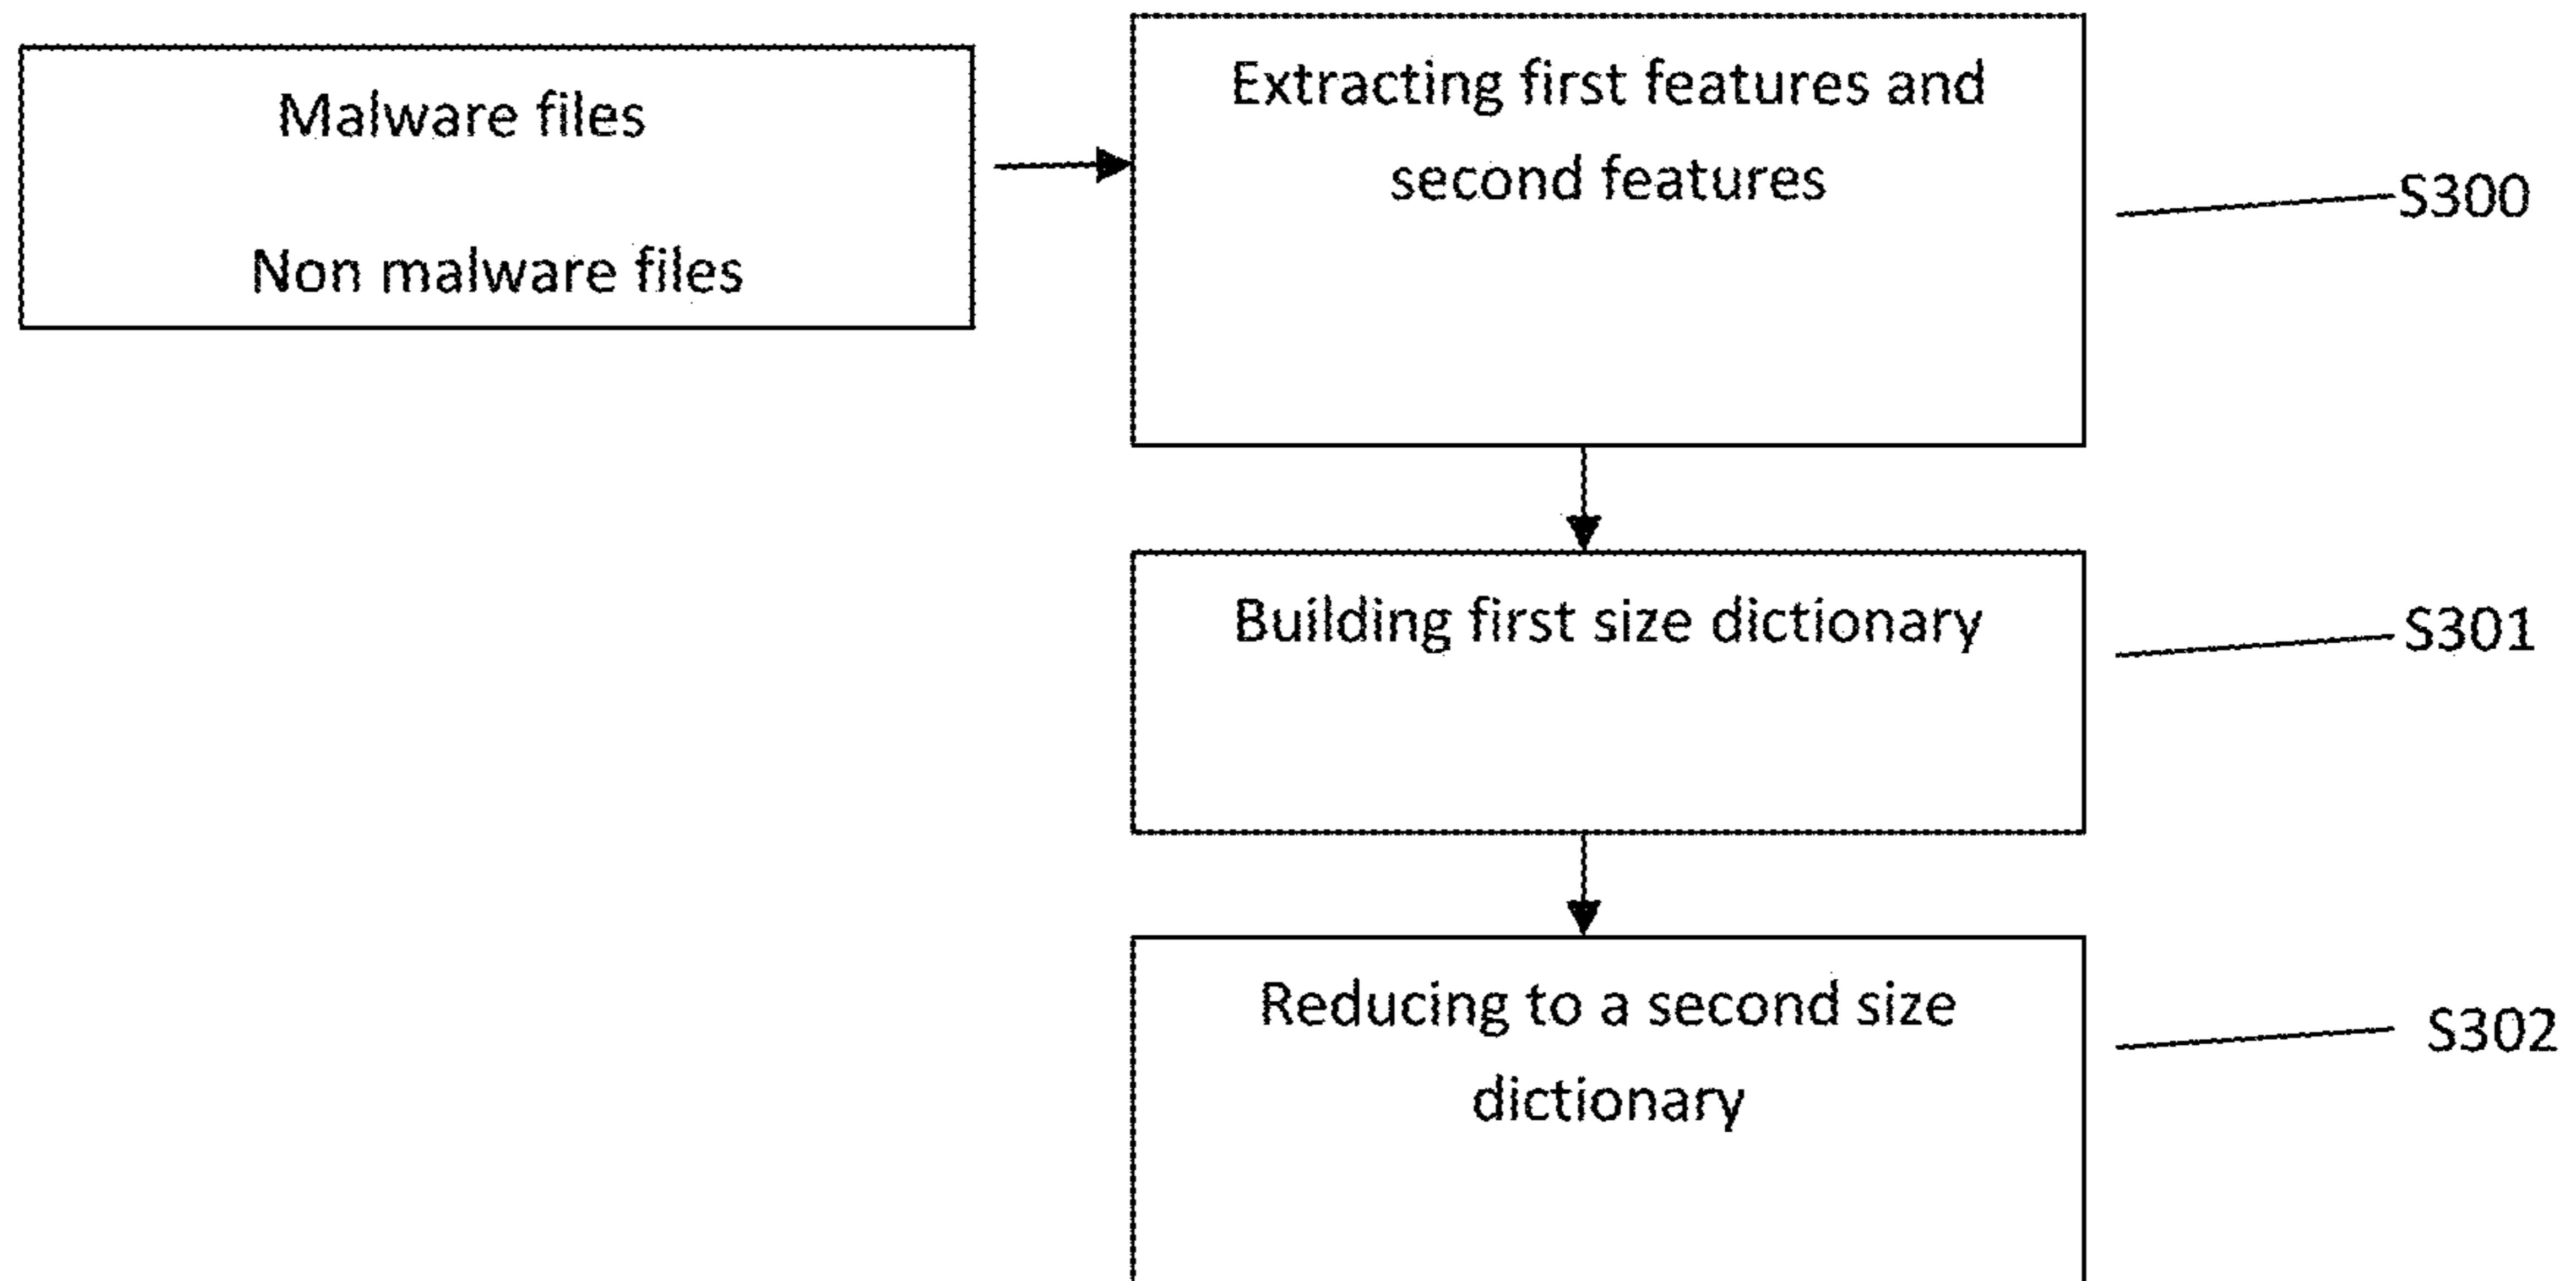 Malware files
Non malware files
Extracting first features and
second features
S300
Building first size dictionary
S301
Reducing to a second size
dictionary
S302